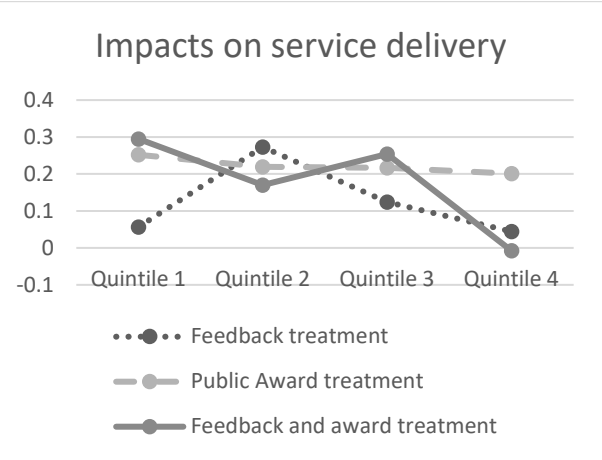 Impacts on service delivery
0.4
0.3
0.2
0.1
0
-0.1
Quintile 1 Quintile 2 Quintile 3 Quintile 4
Feedback treatment
Public Award treatment
Feedback and award treatment